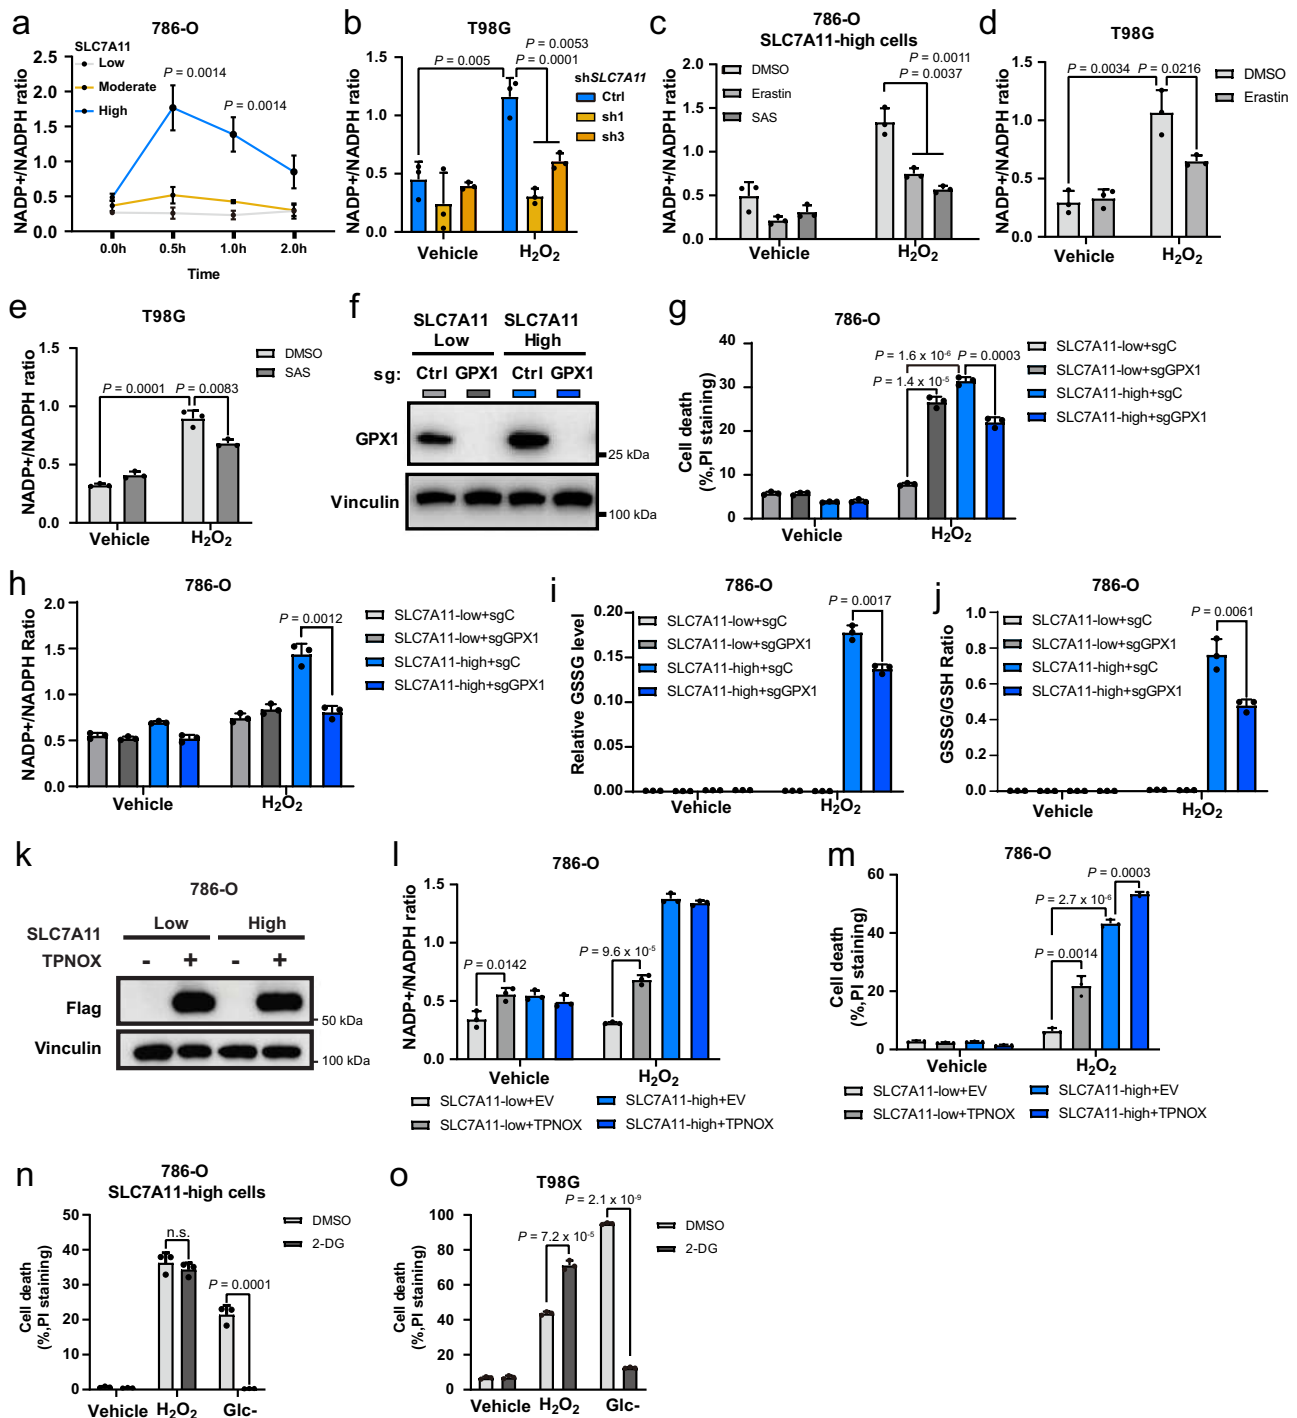 a
786-O
SLC7A11
Low
Moderate
High
P = 0.0014
P = 0.0014
NADP+/NADPH ratio
2.5
2.0
1.5
1.0
0.5
0
0.0h 0.5h 1.0h 2.0h
Time
b
T98G
P = 0.0053
P = 0.005
P = 0.0001
shSLC7A11
Ctrl
sh1
sh3
NADP+/NADPH ratio
1.5
1.0
0.5
0.0
Vehicle H2O2
c
786-O
SLC7A11-high cells
DMSO
Erastin
SAS
P = 0.0011
P = 0.0037
NADP+/NADPH ratio
2.0
1.5
1.0
0.5
0.0
Vehicle H2O2
d
T98G
P = 0.0034 P = 0.0216
DMSO
Erastin
NADP+/NADPH ratio
1.5
1.0
0.5
0.0
Vehicle H2O2
e
T98G
DMSO
SAS
P = 0.0001 P = 0.0083
NADP+/NADPH ratio
1.5
1.0
0.5
0.0
Vehicle H2O2
f
SLC7A11 SLC7A11
Low High
sg: Ctrl GPX1 Ctrl GPX1
GPX1
25 kDa
Vinculin
100 kDa
g
786-O
P = 1.6 x 10-6 P = 0.0003
P = 1.4 x 10-5
SLC7A11-low+sgC
SLC7A11-low+sgGPX1
SLC7A11-high+sgC
SLC7A11-high+sgGPX1
Cell death
(%,PI staining)
40
30
20
10
0
Vehicle H2O2
h
786-O
P = 0.0012
SLC7A11-low+sgC
SLC7A11-low+sgGPX1
SLC7A11-high+sgC
SLC7A11-high+sgGPX1
NADP+/NADPH Ratio
2.0
1.5
1.0
0.5
0.0
Vehicle H2O2
i
786-O
P = 0.0017
SLC7A11-low+sgC
SLC7A11-low+sgGPX1
SLC7A11-high+sgC
SLC7A11-high+sgGPX1
Relative GSSG level
0.20
0.15
0.10
0.05
0.00
Vehicle H2O2
j
786-O
P = 0.0061
SLC7A11-low+sgC
SLC7A11-low+sgGPX1
SLC7A11-high+sgC
SLC7A11-high+sgGPX1
GSSG/GSH Ratio
1.0
0.8
0.6
0.4
0.2
0.0
Vehicle H2O2
k
786-O
SLC7A11 Low High
TPNOX - + - +
Flag
50 kDa
Vinculin
100 kDa
l
786-O
P = 0.0142
P = 9.6 x 10-5
NADP+/NADPH ratio
1.5
1.0
0.5
0.0
Vehicle H2O2
SLC7A11-low+EV SLC7A11-high+EV
SLC7A11-low+TPNOX SLC7A11-high+TPNOX
m
786-O
P = 0.0003
P = 2.7 x 10-6
P = 0.0014
Cell death
(%,PI staining)
60
40
20
0
Vehicle H2O2
SLC7A11-low+EV SLC7A11-high+EV
SLC7A11-low+TPNOX SLC7A11-high+TPNOX
n
786-O
SLC7A11-high cells
n.s.
P = 0.0001
DMSO
2-DG
Cell death
(%,PI staining)
50
40
30
20
10
0
Vehicle H2O2 Glc-
o
T98G
P = 2.1 x 10-9
P = 7.2 x 10-5
DMSO
2-DG
Cell death
(%,PI staining)
100
80
60
40
20
0
Vehicle H2O2 Glc-